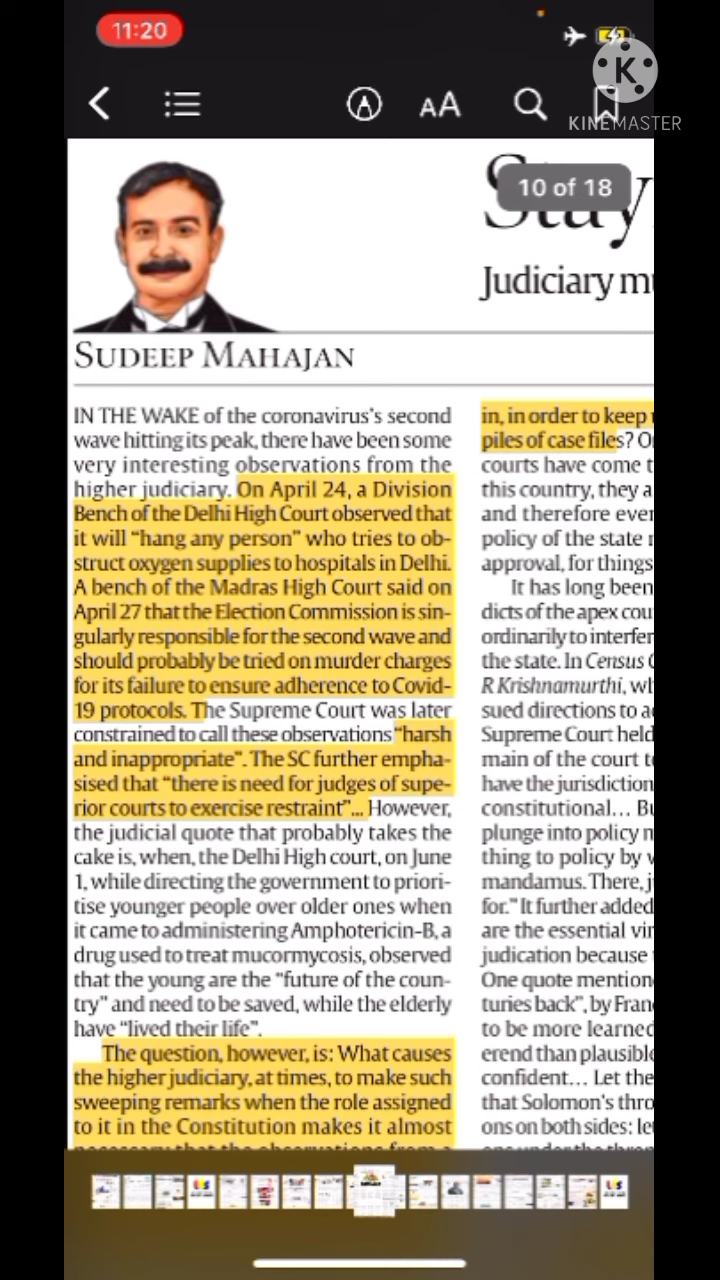 11:20
AA
K
KINEMASTER
10 of 18
Stay
Judiciary mu
SUDEEP MAHAJAN
IN THE WAKE of the coronavirus's second
wave hitting its peak, there have been some
very interesting observations from the
higher judiciary. On April 24, a Division
Bench of the Delhi High Court observed that
it will "hang any person" who tries to ob-
struct oxygen supplies to hospitals in Delhi.
A bench of the Madras High Court said on
April 27 that the Election Commission is sin-
gularly responsible for the second wave and
should probably be tried on murder charges
for its failure to ensure adherence to Covid-
19 protocols. The Supreme Court was later
constrained to call these observations "harsh
and inappropriate". The SC further empha-
sised that "there is need for judges of supe-
rior courts to exercise restraint"... However,
the judicial quote that probably takes the
cake is, when, the Delhi High court, on June
1, while directing the government to priori-
tise younger people over older ones when
it came to administering Amphotericin-B, a
drug used to treat mucormycosis, observed
that the young are the "future of the coun-
try" and need to be saved, while the elderly
have "lived their life".
The question, however, is: What causes
the higher judiciary, at times, to make such
sweeping remarks when the role assigned
to it in the Constitution makes it almost
necessary that the observations from a
in, in order to keep
piles of case files? O
courts have come t
this country, they a
and therefore ever
policy of the state
approval, for things
It has long been
dicts of the apex cou
ordinarily to interfer
the state. In Census C
R Krishnamurthi, wh
sued directions to a
Supreme Court held
main of the court t
have the jurisdiction
constitutional... Bu
plunge into policy
thing to policy by
mandamus. There, j
for." It further added
are the essential vir
judication because
One quote mention
turies back", by Fran
to be more learned
erend than plausible
confident... Let the
that Solomon's thro
ons on both sides: le